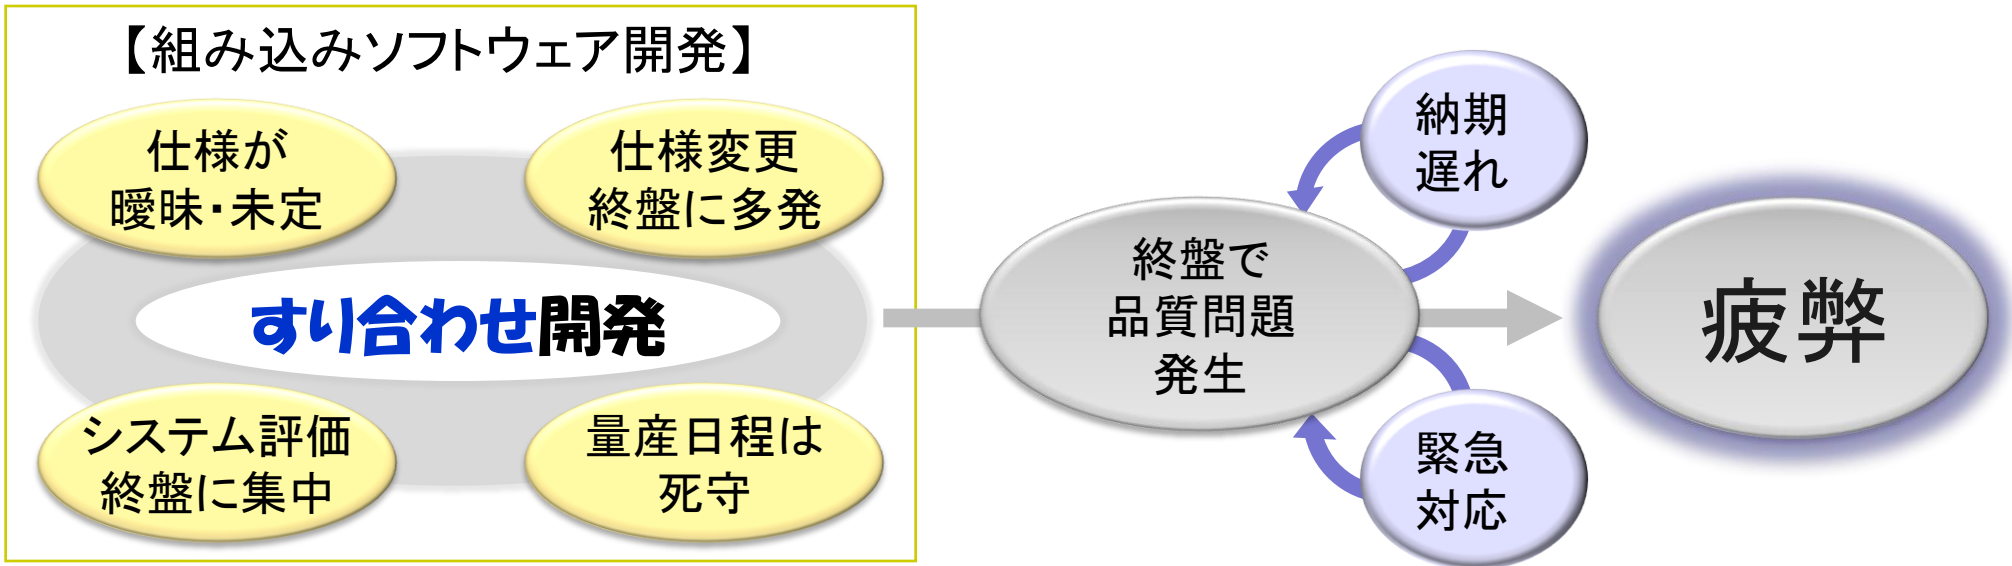 【組み込みソフトウェア開発】
仕様が
曖昧・未定
仕様変更
終盤に多発
すり合わせ開発
システム評価
終盤に集中
量産日程は
死守
終盤で
品質問題
発生
納期
遅れ
緊急
対応
疲弊